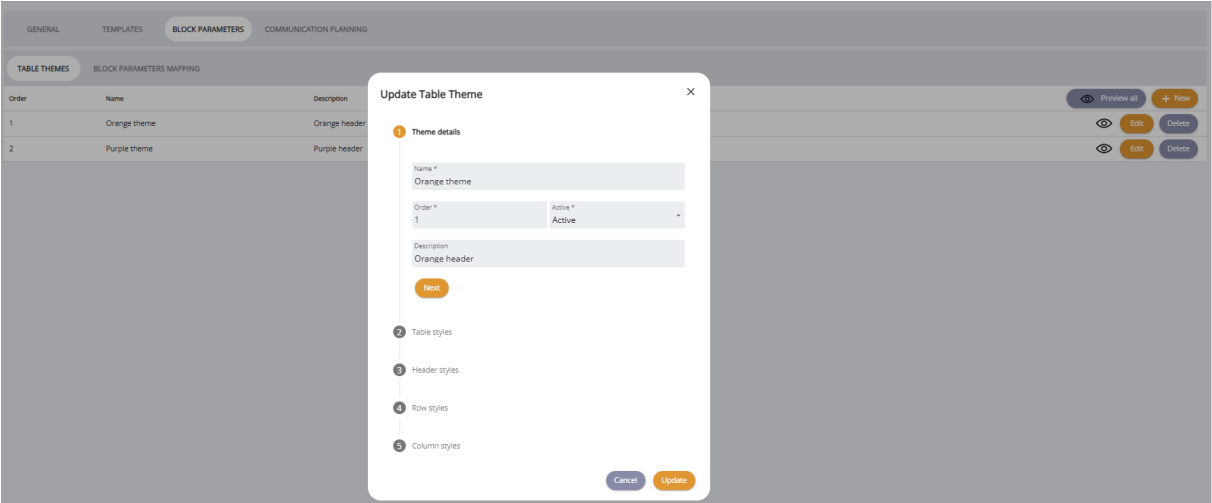 GENERAL TEMPLATES BLOCK PARAMETERS COMMUNICATION PLANNING
TABLE THEMES BLOCK PARAMETERS MAPPING
Order Name Description Preview all + New
1 Orange theme Orange header Edit Delete
2 Purple theme Purple header Edit Delete
Update Table Theme ×
1 Theme details
Name *
Orange theme
Order * Active *
1 Active
Description
Orange header
Next
2 Table styles
3 Header styles
4 Row styles
5 Column styles
Cancel Update